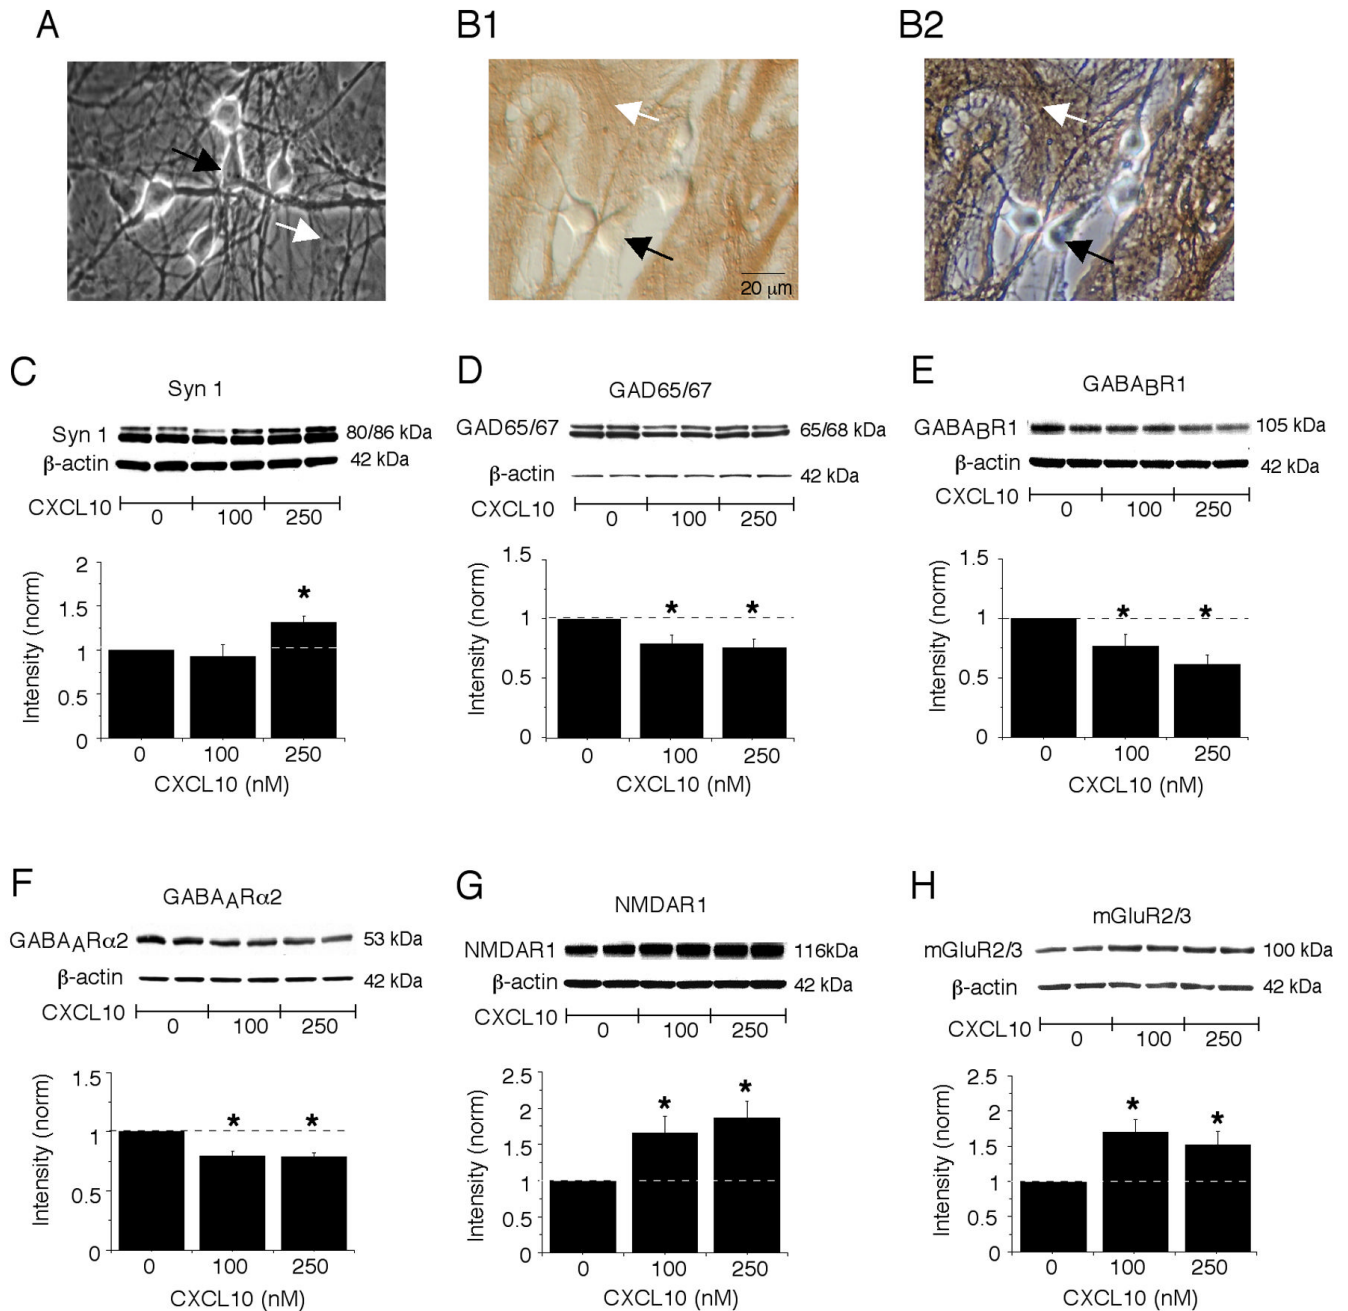 A
B1
B2
20 μm
C
Syn 1
Syn 1
80/86 kDa
β-actin
42 kDa
CXCL10
0
100
250
Intensity (norm)
2
1.5
1
0.5
0
*
0
100
250
CXCL10 (nM)
D
GAD65/67
GAD65/67
65/68 kDa
β-actin
42 kDa
CXCL10
0
100
250
Intensity (norm)
1.5
1
0.5
0
*
*
0
100
250
CXCL10 (nM)
E
GABABR1
GABABR1
105 kDa
β-actin
42 kDa
CXCL10
0
100
250
Intensity (norm)
1.5
1
0.5
0
*
*
0
100
250
CXCL10 (nM)
F
GABAARα2
GABAARα2
53 kDa
β-actin
42 kDa
CXCL10
0
100
250
Intensity (norm)
1.5
1
0.5
0
*
*
0
100
250
CXCL10 (nM)
G
NMDAR1
NMDAR1
116kDa
β-actin
42 kDa
CXCL10
0
100
250
Intensity (norm)
2.5
2
1.5
1
0.5
0
*
*
0
100
250
CXCL10 (nM)
H
mGluR2/3
mGluR2/3
100 kDa
β-actin
42 kDa
CXCL10
0
100
250
Intensity (norm)
2.5
2
1.5
1
0.5
0
*
*
0
100
250
CXCL10 (nM)